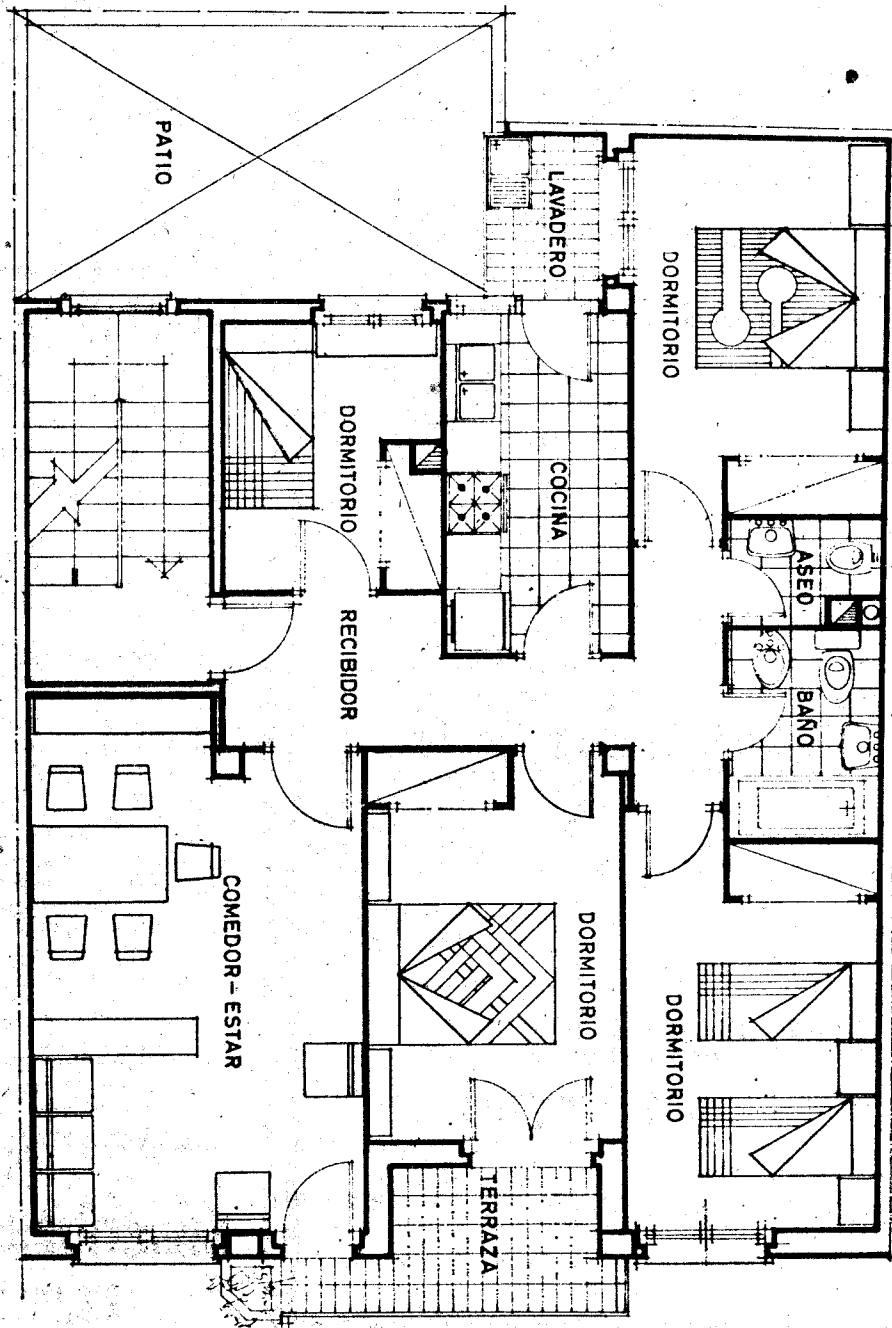 PATIO
LAVADERO
DORMITORIO
DORMITORIO
COCINA
ASEO
RECIBIDOR
BAÑO
COMEDOR-ESTAR
DORMITORIO
DORMITORIO
TERRAZA